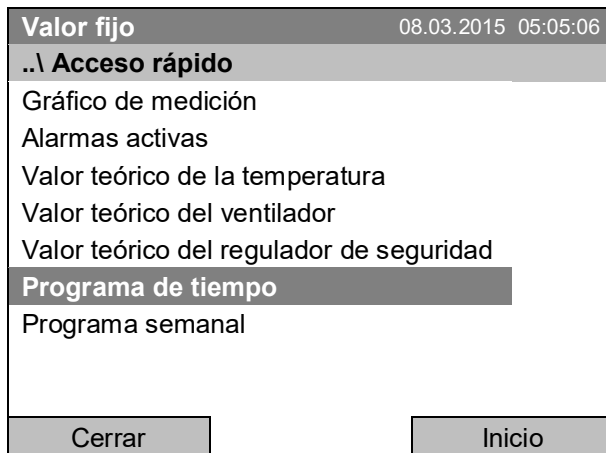 Valor fijo 08.03.2015 05:05:06
..\ Acceso rápido
Gráfico de medición
Alarmas activas
Valor teórico de la temperatura
Valor teórico del ventilador
Valor teórico del regulador de seguridad
Programa de tiempo
Programa semanal
Cerrar Inicio